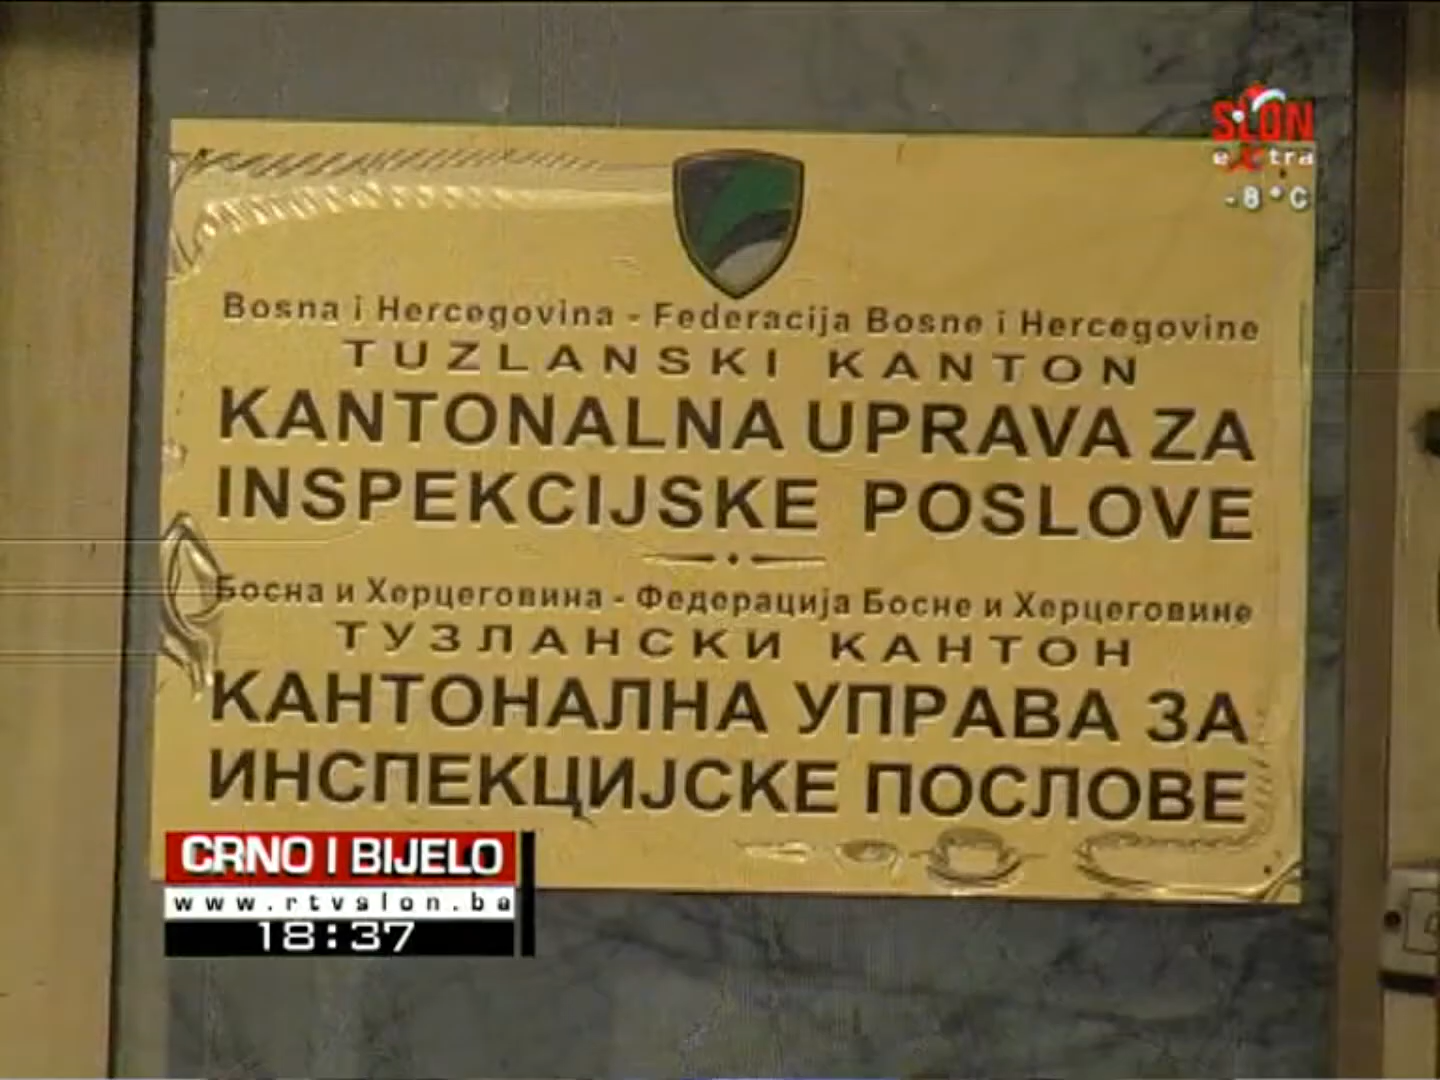 SLON
extra
-8°C
Bosna i Hercegovina - Federacija Bosne i Hercegovine
TUZLANSKI KANTON
KANTONALNA UPRAVA ZA
INSPEKCIJSKE POSLOVE
Босна и Херцеговина - Федерација Босне и Херцеговине
ТУЗЛАНСКИ КАНТОН
КАНТОНАЛНА УПРАВА ЗА
ИНСПЕКЦИЈСКЕ ПОСЛОВЕ
CRNO I BIJELO
www.rtvslon.ba
18:37